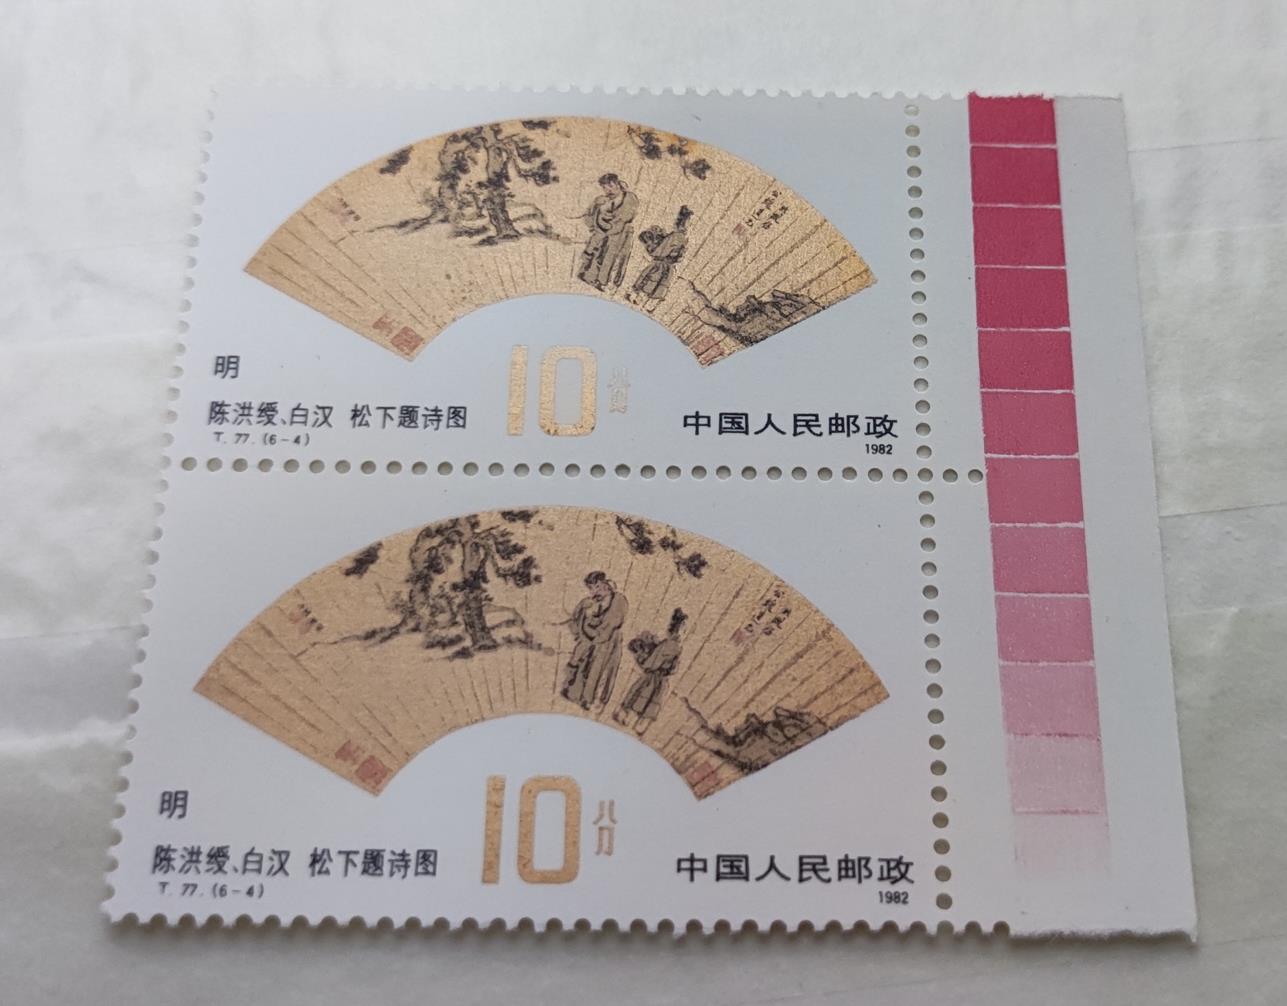 明
10分
陈洪绶、白汉 松下题诗图
中国人民邮政
T. 77. (6-4)
1982
明
10分
陈洪绶、白汉 松下题诗图
中国人民邮政
T. 77. (6-4)
1982